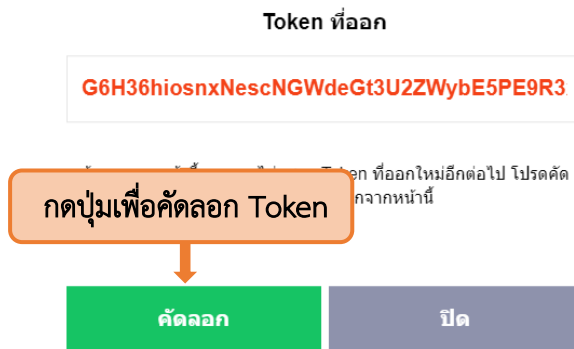 Token ที่ออก
G6H36hiosnxNescNGWdeGt3U2ZWybE5PE9R3
Token ที่ออกใหม่อีกต่อไป โปรดคัด
กดปุ่มเพื่อคัดลอก Token
กจากหน้านี้
คัดลอก
ปิด